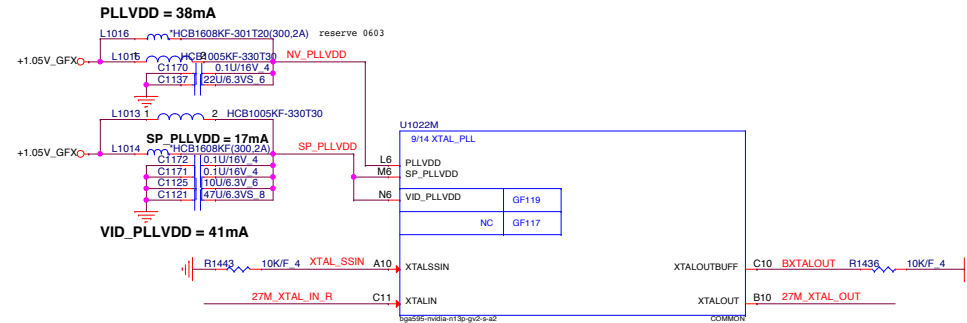 PLLVDD = 38mA
L1016 *HCB1608KF-301T20(300,2A) reserve 0603
+1.05V_GFX L1015 1 2 HCB1005KF-330T30 NV_PLLVDD
C1170 0.1U/16V_4
C1137 22U/6.3VS_6
L1013 1 2 HCB1005KF-330T30
SP_PLLVDD = 17mA
+1.05V_GFX L1014 *HCB1608KF(300,2A) SP_PLLVDD
C1172 0.1U/16V_4
C1171 0.1U/16V_4
C1125 10U/6.3V_6
C1121 47U/6.3VS_8
VID_PLLVDD = 41mA
U1022M
9/14 XTAL_PLL
L6 PLLVDD
M6 SP_PLLVDD
N6 VID_PLLVDD GF119
NC GF117
R1443 10K/F_4 XTAL_SSIN A10 XTALSSIN XTALOUTBUFF C10 BXTALOUT R1436 10K/F_4
27M_XTAL_IN_R C11 XTALIN XTALOUT B10 27M_XTAL_OUT
bga595-nvidia-n13p-gv2-s-a2 COMMON